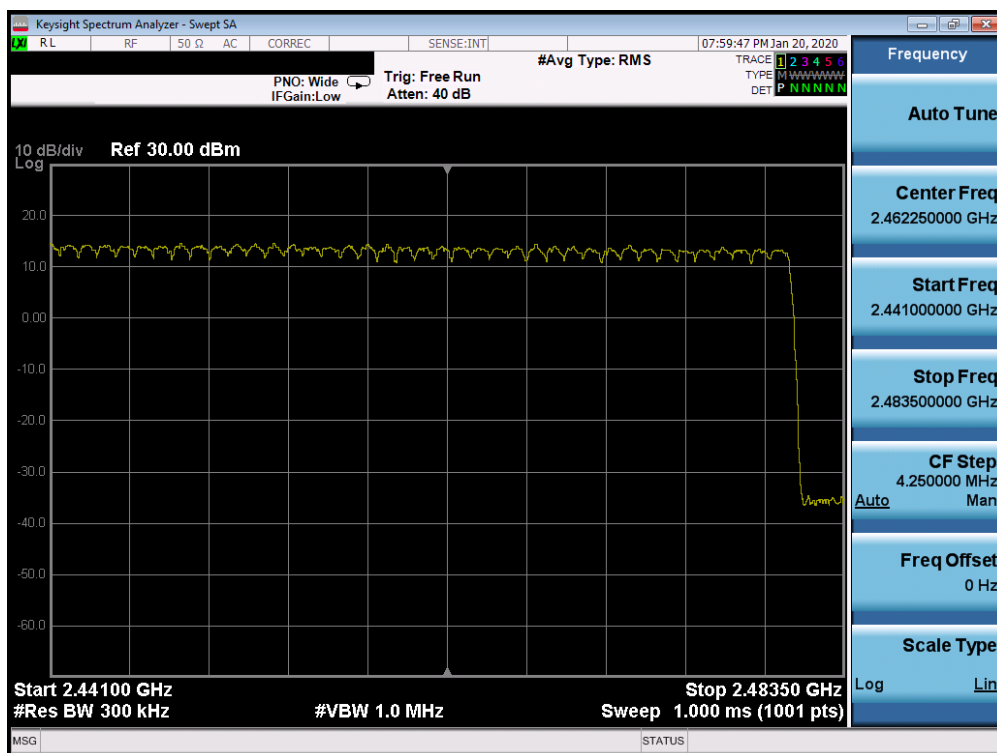 Keysight Spectrum Analyzer - Swept SA
LXI RL RF 50 Ω AC CORREC SENSE:INT 07:59:47 PM Jan 20, 2020
#Avg Type: RMS
TRACE 1 2 3 4 5 6
TYPE M WWWWW
DET P N N N N N
PNO: Wide Trig: Free Run
IFGain:Low Atten: 40 dB
10 dB/div Ref 30.00 dBm
Log
20.0
10.0
0.00
-10.0
-20.0
-30.0
-40.0
-50.0
-60.0
Start 2.44100 GHz Stop 2.48350 GHz
#Res BW 300 kHz #VBW 1.0 MHz Sweep 1.000 ms (1001 pts)
MSG STATUS
Frequency
Auto Tune
Center Freq
2.462250000 GHz
Start Freq
2.441000000 GHz
Stop Freq
2.483500000 GHz
CF Step
4.250000 MHz
Auto Man
Freq Offset
0 Hz
Scale Type
Log Lin